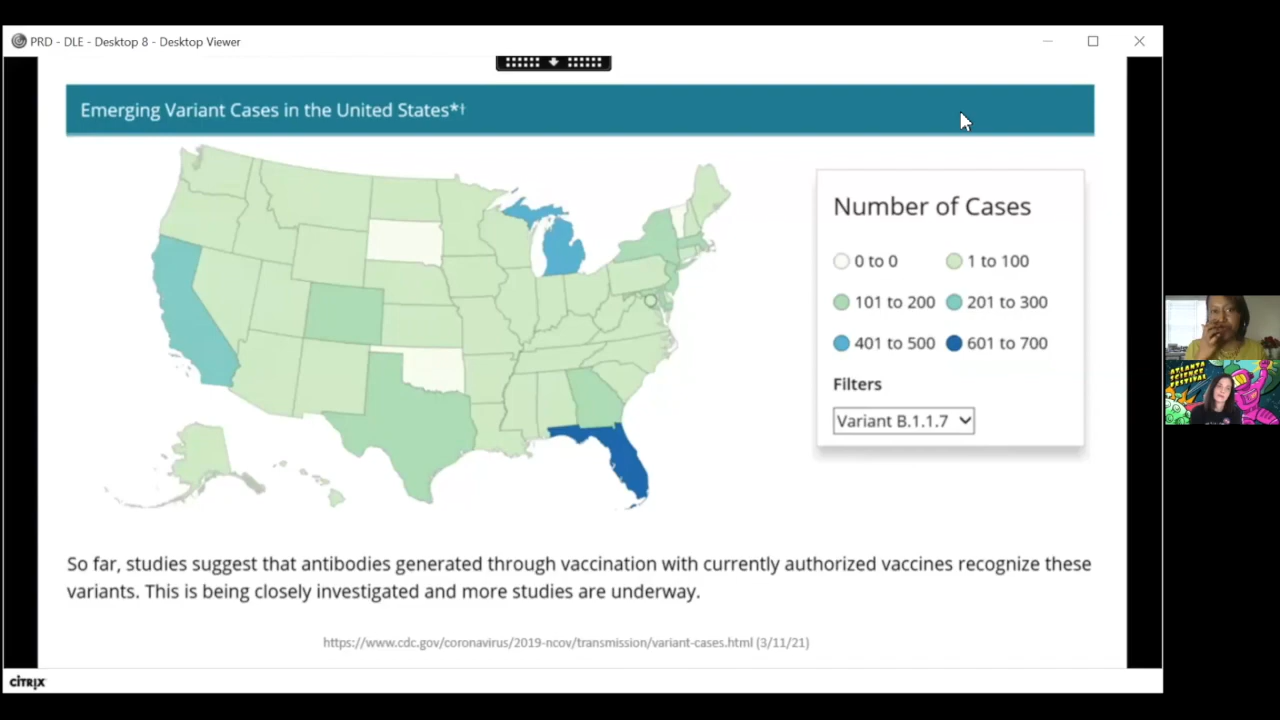 PRD - DLE - Desktop 8 - Desktop Viewer
Emerging Variant Cases in the United States*†
Number of Cases
0 to 0
1 to 100
101 to 200
201 to 300
401 to 500
601 to 700
Filters
Variant B.1.1.7
So far, studies suggest that antibodies generated through vaccination with currently authorized vaccines recognize these
variants. This is being closely investigated and more studies are underway.
https://www.cdc.gov/coronavirus/2019-ncov/transmission/variant-cases.html (3/11/21)
ATLANTA
SCIENCE
FESTIVAL
citrix